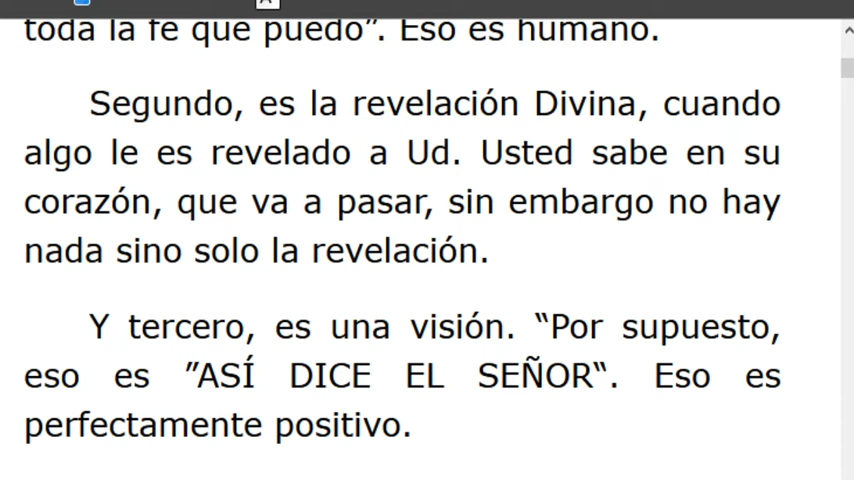 toda la fe que puedo”. Eso es humano.
Segundo, es la revelación Divina, cuando
algo le es revelado a Ud. Usted sabe en su
corazón, que va a pasar, sin embargo no hay
nada sino solo la revelación.
Y tercero, es una visión. “Por supuesto,
eso es ”ASÍ DICE EL SEÑOR“. Eso es
perfectamente positivo.